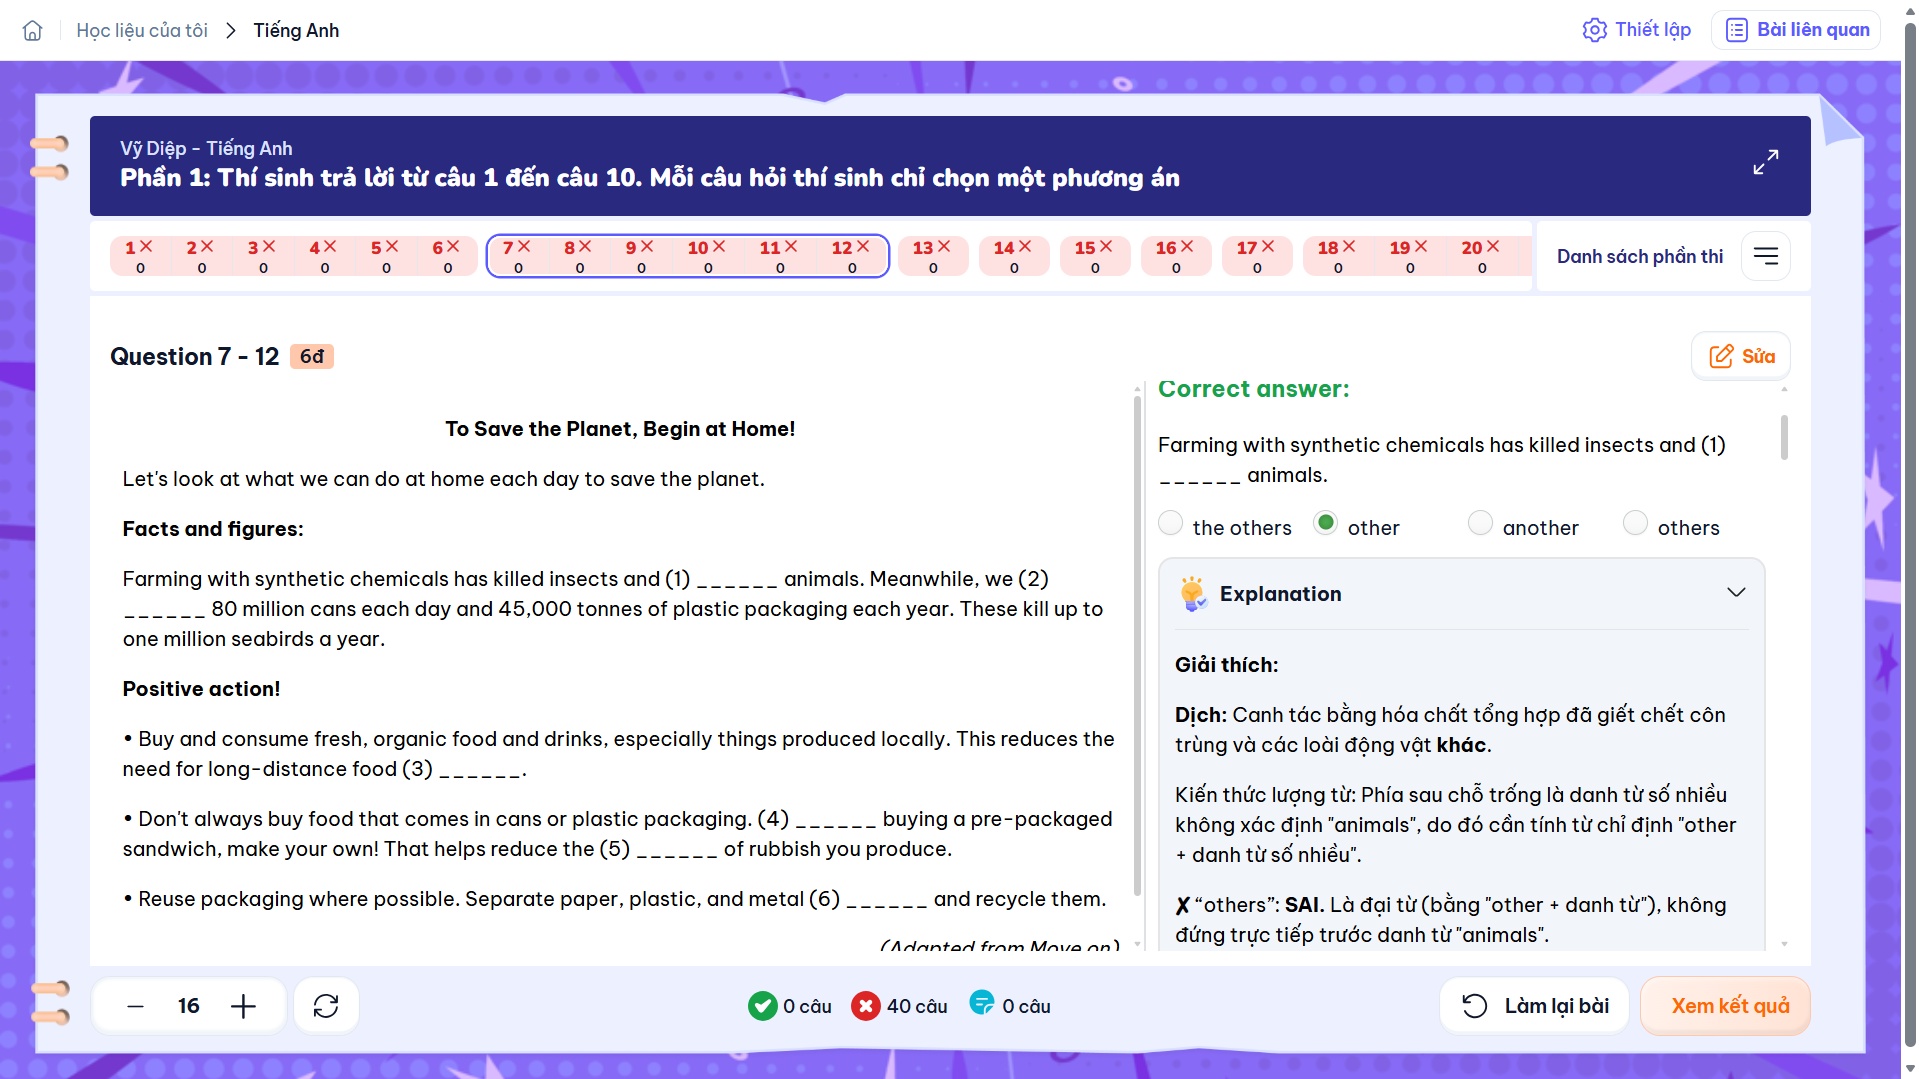 Học liệu của tôi > Tiếng Anh
Thiết lập
Bài liên quan
Vỹ Diệp - Tiếng Anh
Phần 1: Thí sinh trả lời từ câu 1 đến câu 10. Mỗi câu hỏi thí sinh chỉ chọn một phương án
1 2 3 4 5 6 7 8 9 10 11 12 13 14 15 16 17 18 19 20
0 0 0 0 0 0 0 0 0 0 0 0 0 0 0 0 0 0 0 0
Danh sách phần thi
Question 7 - 12 6đ
Sửa
To Save the Planet, Begin at Home!
Let's look at what we can do at home each day to save the planet.
Facts and figures:
Farming with synthetic chemicals has killed insects and (1) ______ animals. Meanwhile, we (2)
______ 80 million cans each day and 45,000 tonnes of plastic packaging each year. These kill up to
one million seabirds a year.
Positive action!
• Buy and consume fresh, organic food and drinks, especially things produced locally. This reduces the
need for long-distance food (3) ______.
• Don't always buy food that comes in cans or plastic packaging. (4) ______ buying a pre-packaged
sandwich, make your own! That helps reduce the (5) ______ of rubbish you produce.
• Reuse packaging where possible. Separate paper, plastic, and metal (6) ______ and recycle them.
(Adapted from Move on)
Correct answer:
Farming with synthetic chemicals has killed insects and (1)
______ animals.
the others
other
another
others
Explanation
Giải thích:
Dịch: Canh tác bằng hóa chất tổng hợp đã giết chết côn
trùng và các loài động vật khác.
Kiến thức lượng từ: Phía sau chỗ trống là danh từ số nhiều
không xác định "animals", do đó cần tính từ chỉ định "other
+ danh từ số nhiều".
✘ “others”: SAI. Là đại từ (bằng "other + danh từ"), không
đứng trực tiếp trước danh từ "animals".
16
0 câu
40 câu
0 câu
Làm lại bài
Xem kết quả